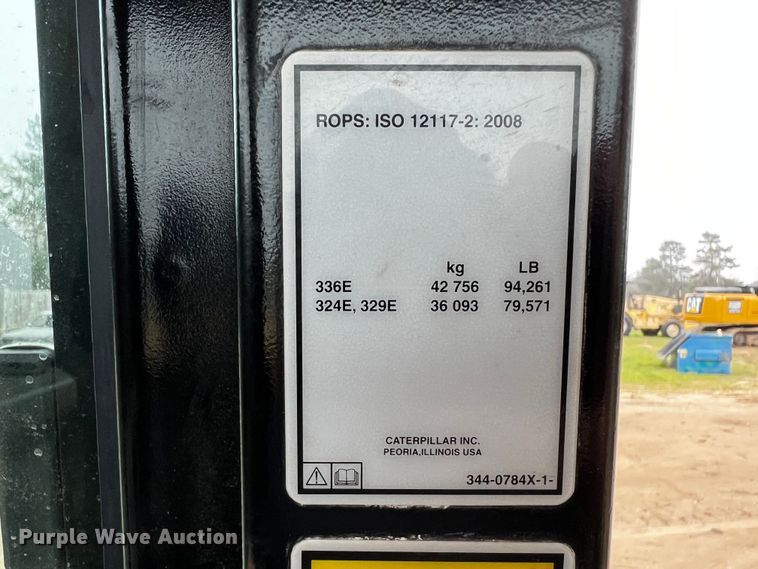 ROPS: ISO 12117-2: 2008
kg LB
336E 42 756 94,261
324E, 329E 36 093 79,571
CATERPILLAR INC.
PEORIA,ILLINOIS USA
344-0784X-1-
CAT
Purple Wave Auction